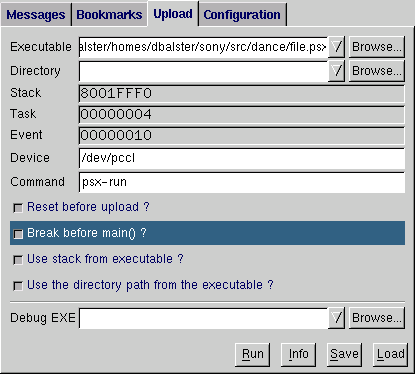 Messages Bookmarks Upload Configuration
Executable alster/homes/dbalster/sony/src/dance/file.psx Browse...
Directory Browse...
Stack 8001FFF0
Task 00000004
Event 00000010
Device /dev/pccl
Command psx-run
Reset before upload ?
Break before main() ?
Use stack from executable ?
Use the directory path from the executable ?
Debug EXE Browse...
Run Info Save Load